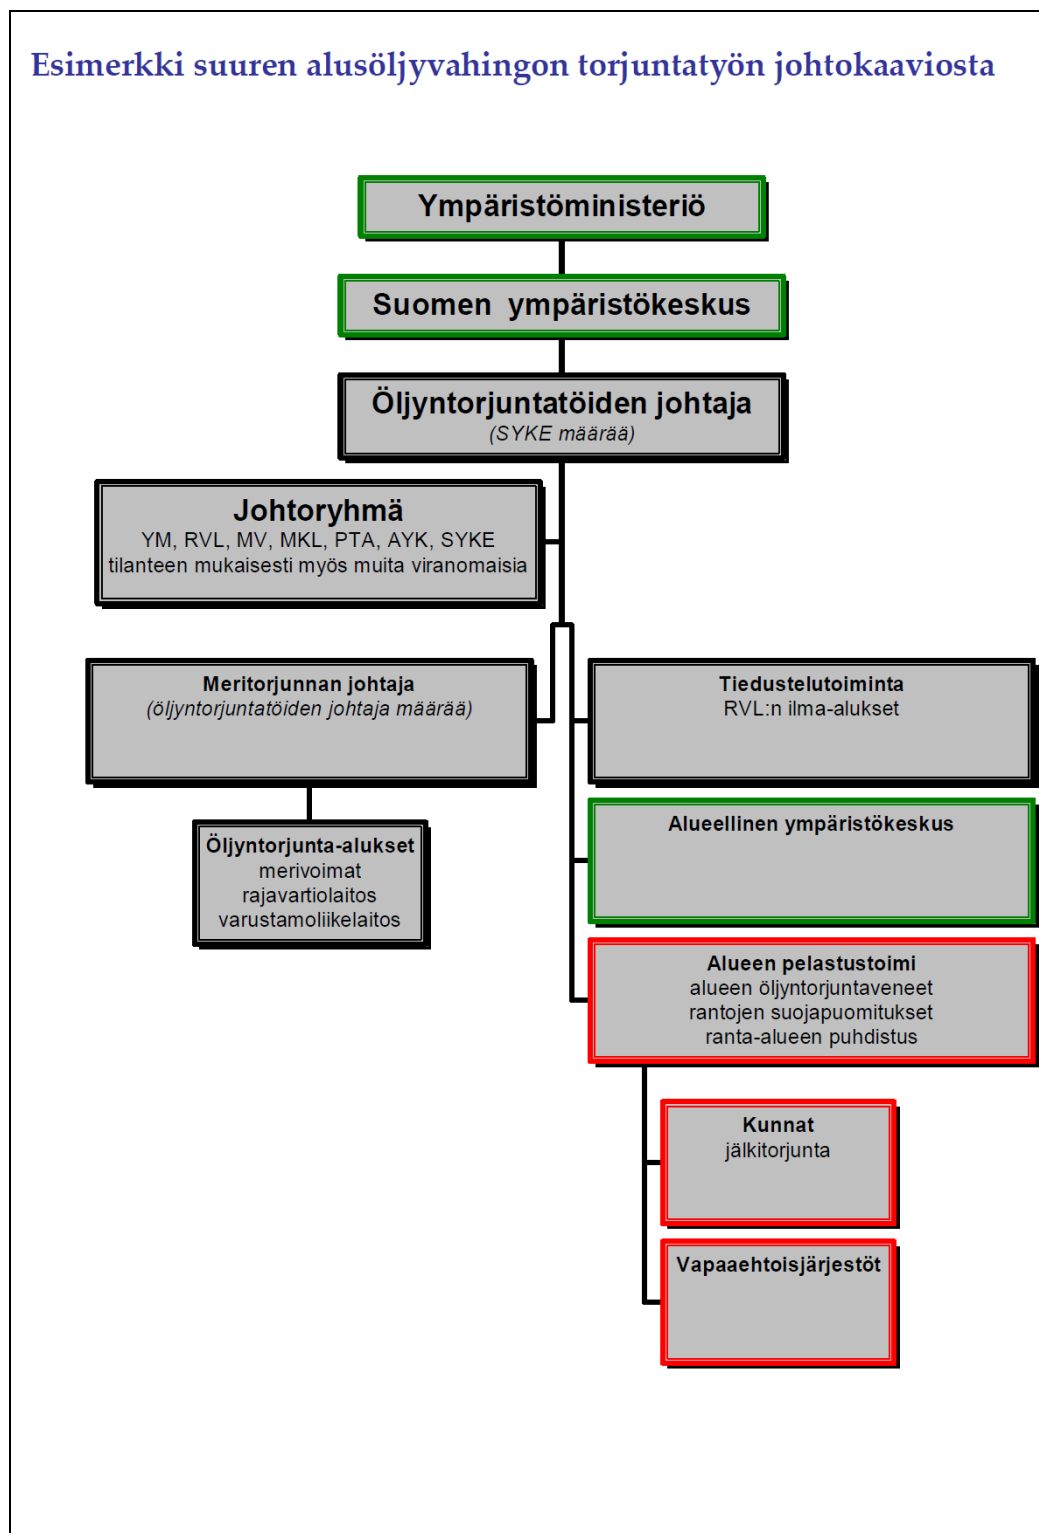 Esimerkki suuren alusöljyvahingon torjuntatyön johtokaaviosta
Ympäristöministeriö
Suomen ympäristökeskus
Öljyntorjuntatöiden johtaja
(SYKE määrää)
Johtoryhmä
YM, RVL, MV, MKL, PTA, AYK, SYKE
tilanteen mukaisesti myös muita viranomaisia
Meritorjunnan johtaja
(öljyntorjuntatöiden johtaja määrää)
Öljyntorjunta-alukset
merivoimat
rajavartiolaitos
varustamoliikelaitos
Tiedustelutoiminta
RVL:n ilma-alukset
Alueellinen ympäristökeskus
Alueen pelastustoimi
alueen öljyntorjuntaveneet
rantojen suojapuomitukset
ranta-alueen puhdistus
Kunnat
jälkitorjunta
Vapaaehtoisjärjestöt